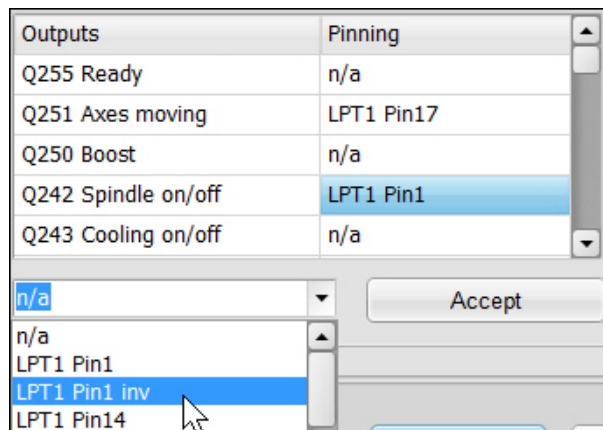 Outputs Pinning
Q255 Ready n/a
Q251 Axes moving LPT1 Pin17
Q250 Boost n/a
Q242 Spindle on/off LPT1 Pin1
Q243 Cooling on/off n/a
n/a Accept
n/a
LPT1 Pin1
LPT1 Pin1 inv
LPT1 Pin14